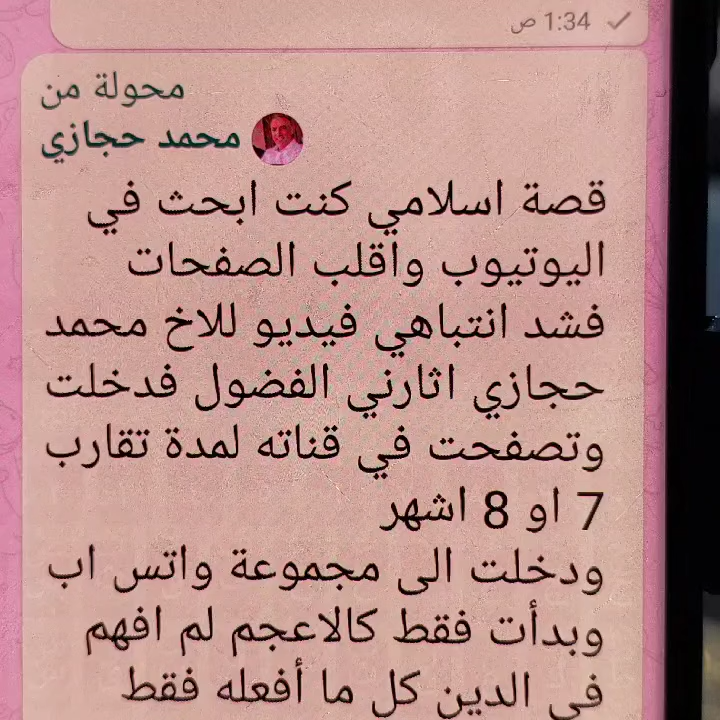 1:34 ص
محولة من
محمد حجازي
قصة اسلامي كنت ابحث في
اليوتيوب واقلب الصفحات
فشد انتباهي فيديو للاخ محمد
حجازي اثارني الفضول فدخلت
وتصفحت في قناته لمدة تقارب
7 او 8 اشهر
ودخلت الى مجموعة واتس اب
وبدأت فقط كالاعجم لم افهم
في الدين كل ما أفعله فقط